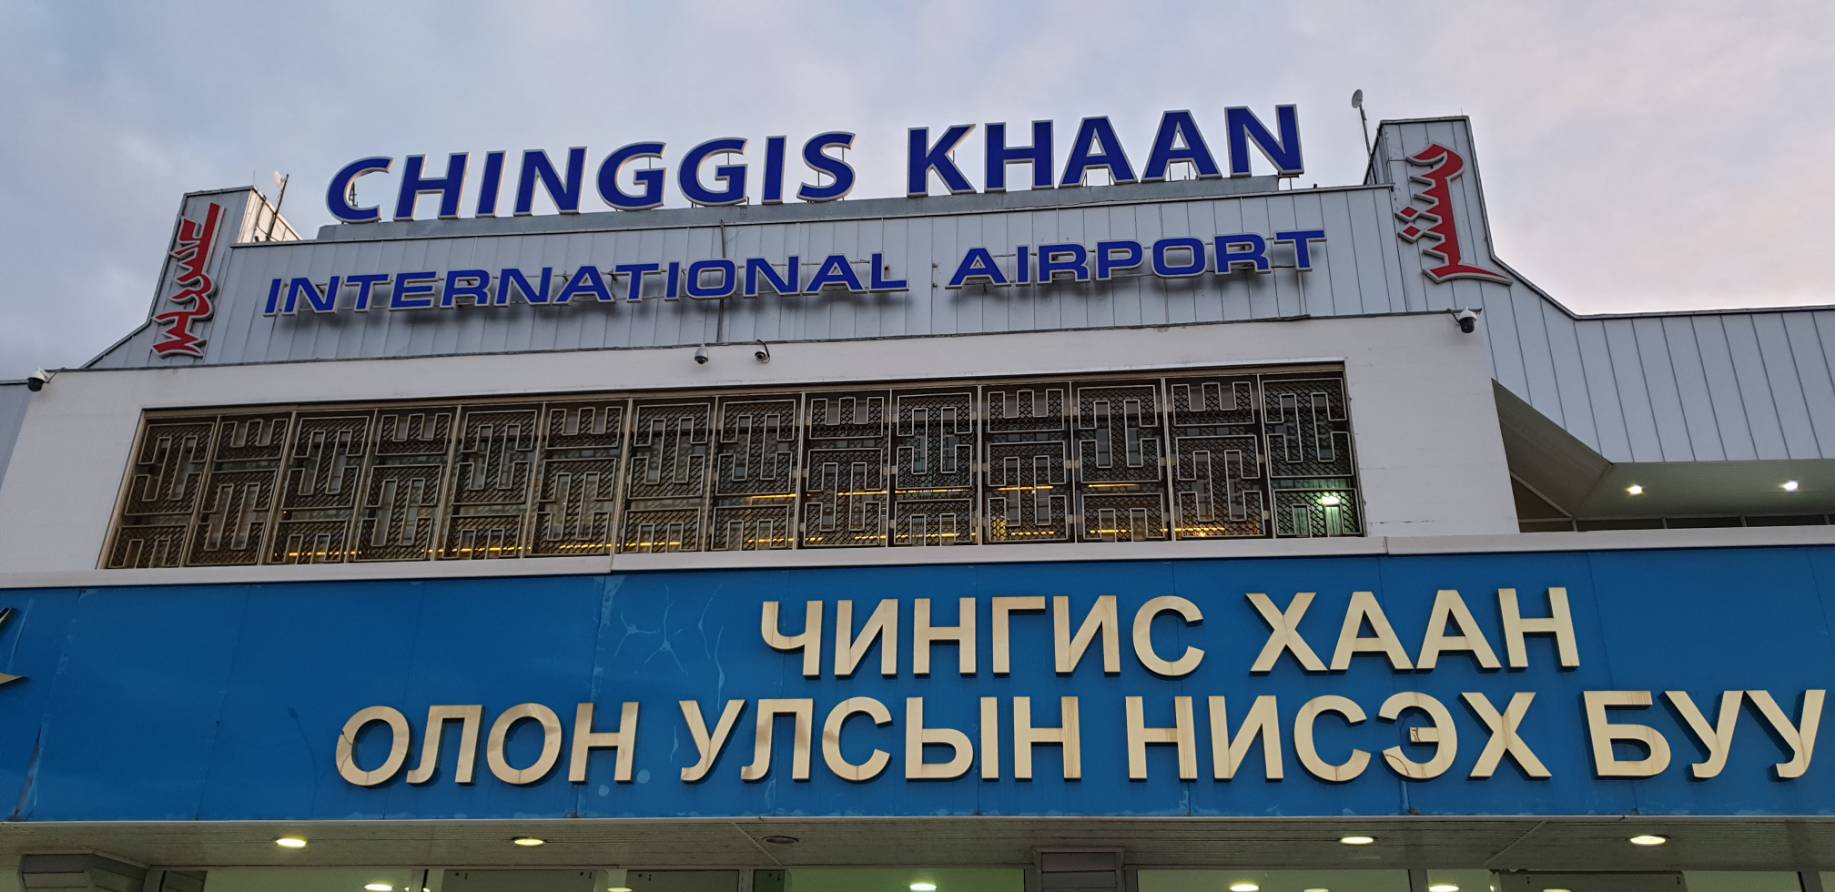 CHINGGIS KHAAN
INTERNATIONAL AIRPORT
ЧИНГИС ХААН
ОЛОН УЛСЫН НИСЭХ БУУ